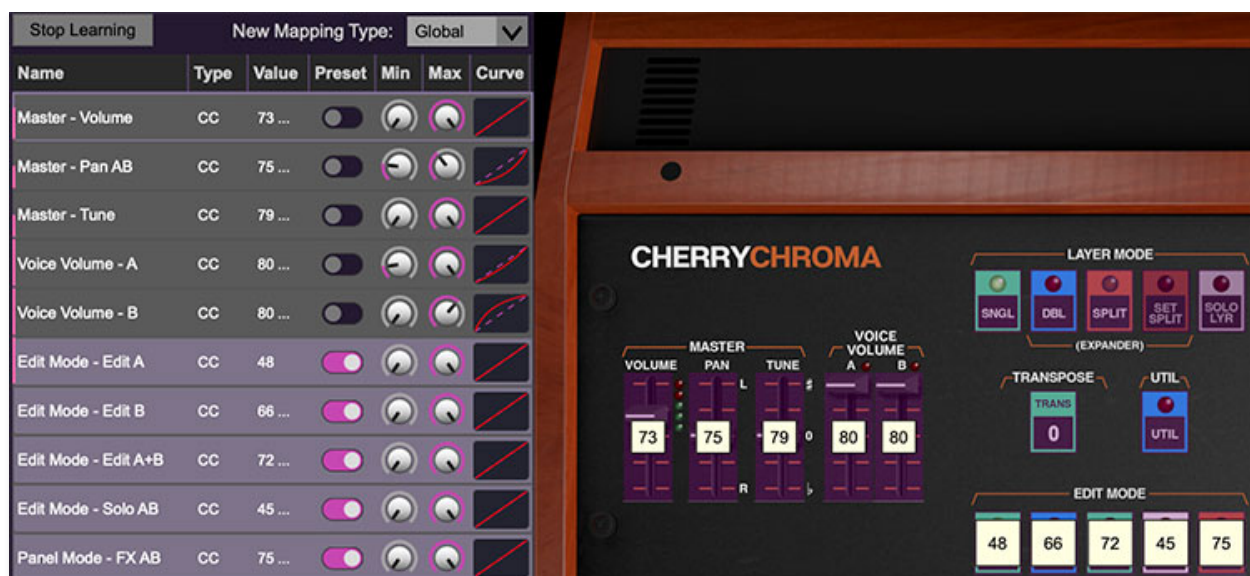 Stop Learning New Mapping Type: Global
Name Type Value Preset Min Max Curve
Master - Volume CC 73 ...
Master - Pan AB CC 75 ...
Master - Tune CC 79 ...
Voice Volume - A CC 80 ...
Voice Volume - B CC 80 ...
Edit Mode - Edit A CC 48
Edit Mode - Edit B CC 66 ...
Edit Mode - Edit A+B CC 72 ...
Edit Mode - Solo AB CC 45 ...
Panel Mode - FX AB CC 75 ...
CHERRYCHROMA
LAYER MODE
SNGL DBL SPLIT SET SPLIT SOLO LYR
(EXPANDER)
MASTER
VOLUME PAN TUNE
VOICE
VOLUME
A B
L ♯
73 75 79 0 80 80
R ♭
TRANSPOSE UTIL
TRANS
0 UTIL
EDIT MODE
48 66 72 45 75